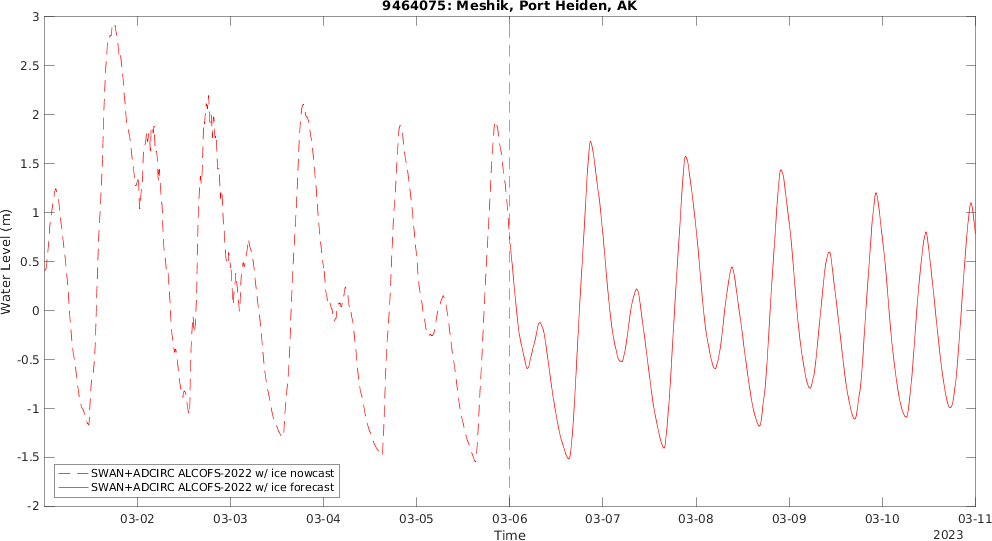 9464075: Meshik, Port Heiden, AK
3
2.5
2
1.5
1
0.5
0
-0.5
-1
-1.5
-2
Water Level (m)
SWAN+ADCIRC ALCOFS-2022 w/ ice nowcast
SWAN+ADCIRC ALCOFS-2022 w/ ice forecast
03-02 03-03 03-04 03-05 03-06 03-07 03-08 03-09 03-10 03-11
Time
2023